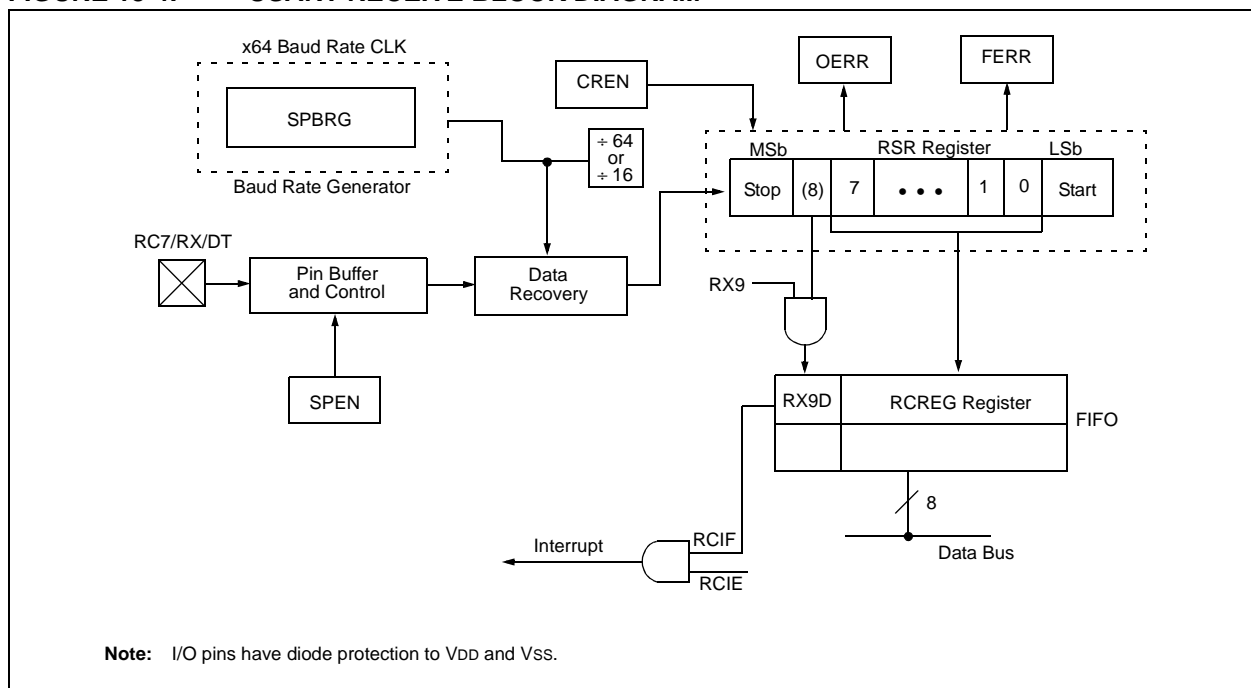 x64 Baud Rate CLK
SPBRG
Baud Rate Generator
CREN
OERR
FERR
÷ 64
or
÷ 16
MSb
RSR Register
LSb
Stop
(8)
7
• • •
1
0
Start
RC7/RX/DT
Pin Buffer
and Control
Data
Recovery
SPEN
RX9
RX9D
RCREG Register
FIFO
8
Data Bus
Interrupt
RCIF
RCIE
Note: I/O pins have diode protection to VDD and VSS.